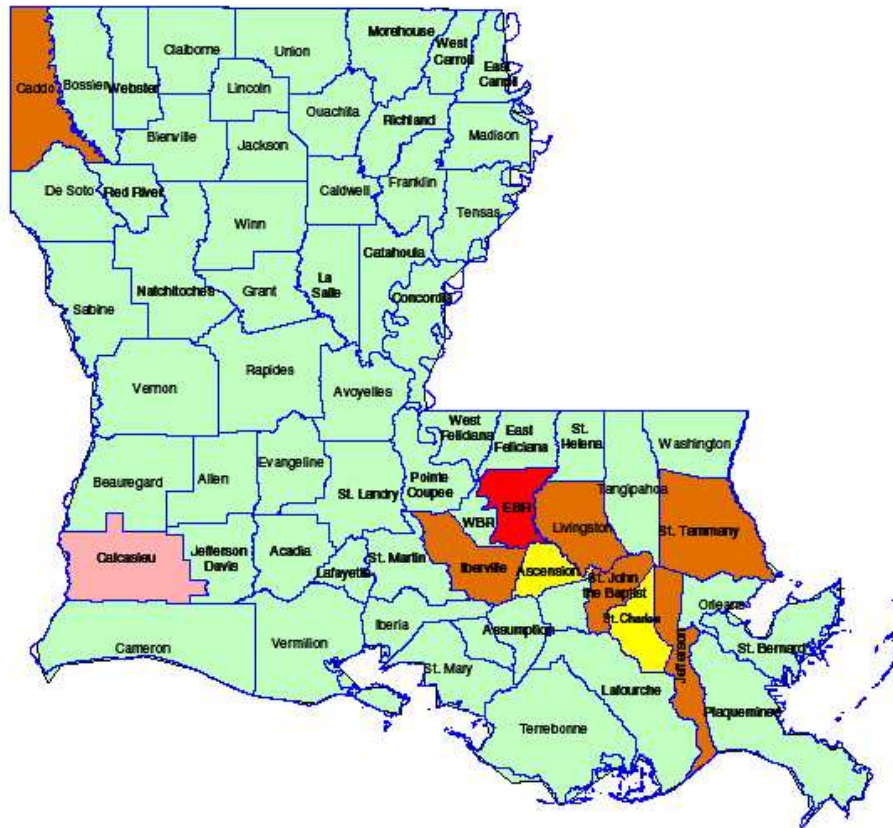 Morehouse
West
Carroll
Claiborne
Union
East
Carroll
Caddo
Bossier
Webster
Lincoln
Ouachita
Richland
Madison
Bienville
Jackson
Franklin
De Soto
Red River
Caldwell
Tensas
Winn
Catahoula
Natchitoches
Grant
La
Salle
Concordia
Sabine
Rapides
Vernon
Avoyelles
West
Feliciana
East
Feliciana
St.
Helena
Washington
Beauregard
Allen
Evangeline
St. Landry
Pointe
Coupee
Tangipahoa
EBR
WBR
Livingston
St. Tammany
Calcasieu
Jefferson
Davis
Acadia
Lafayette
St. Martin
Iberville
Ascension
St. John
the Baptist
Orleans
St. Charles
Cameron
Vermilion
Iberia
Assumption
St. Bernard
St. Mary
Jefferson
Lafourche
Plaquemines
Terrebonne